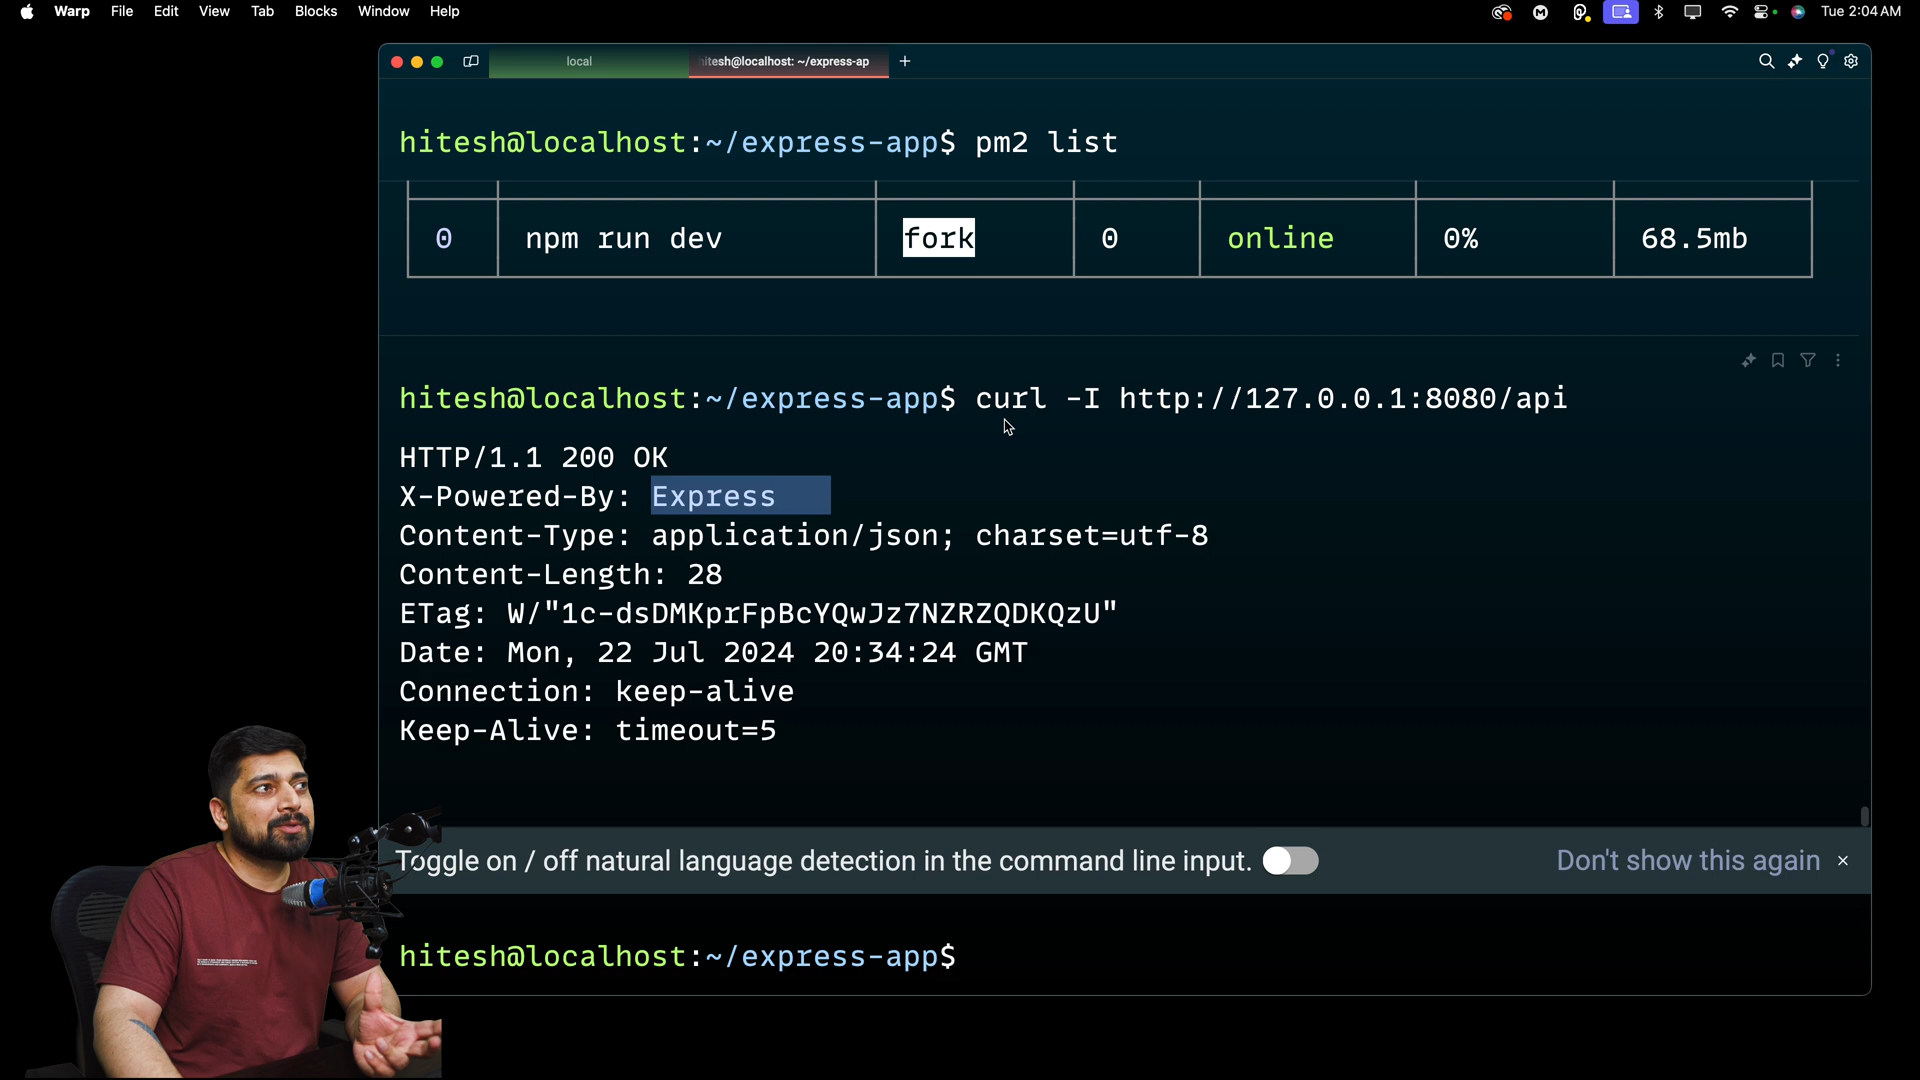 Warp File Edit View Tab Blocks Window Help Tue 2:04 AM
local hitesh@localhost: ~/express-ap +
hitesh@localhost:~/express-app$ pm2 list
0 npm run dev fork 0 online 0% 68.5mb
hitesh@localhost:~/express-app$ curl -I http://127.0.0.1:8080/api
HTTP/1.1 200 OK
X-Powered-By: Express
Content-Type: application/json; charset=utf-8
Content-Length: 28
ETag: W/"1c-dsDMKprFpBcYQwJz7NZRZQDKQzU"
Date: Mon, 22 Jul 2024 20:34:24 GMT
Connection: keep-alive
Keep-Alive: timeout=5
Toggle on / off natural language detection in the command line input. Don't show this again ×
hitesh@localhost:~/express-app$